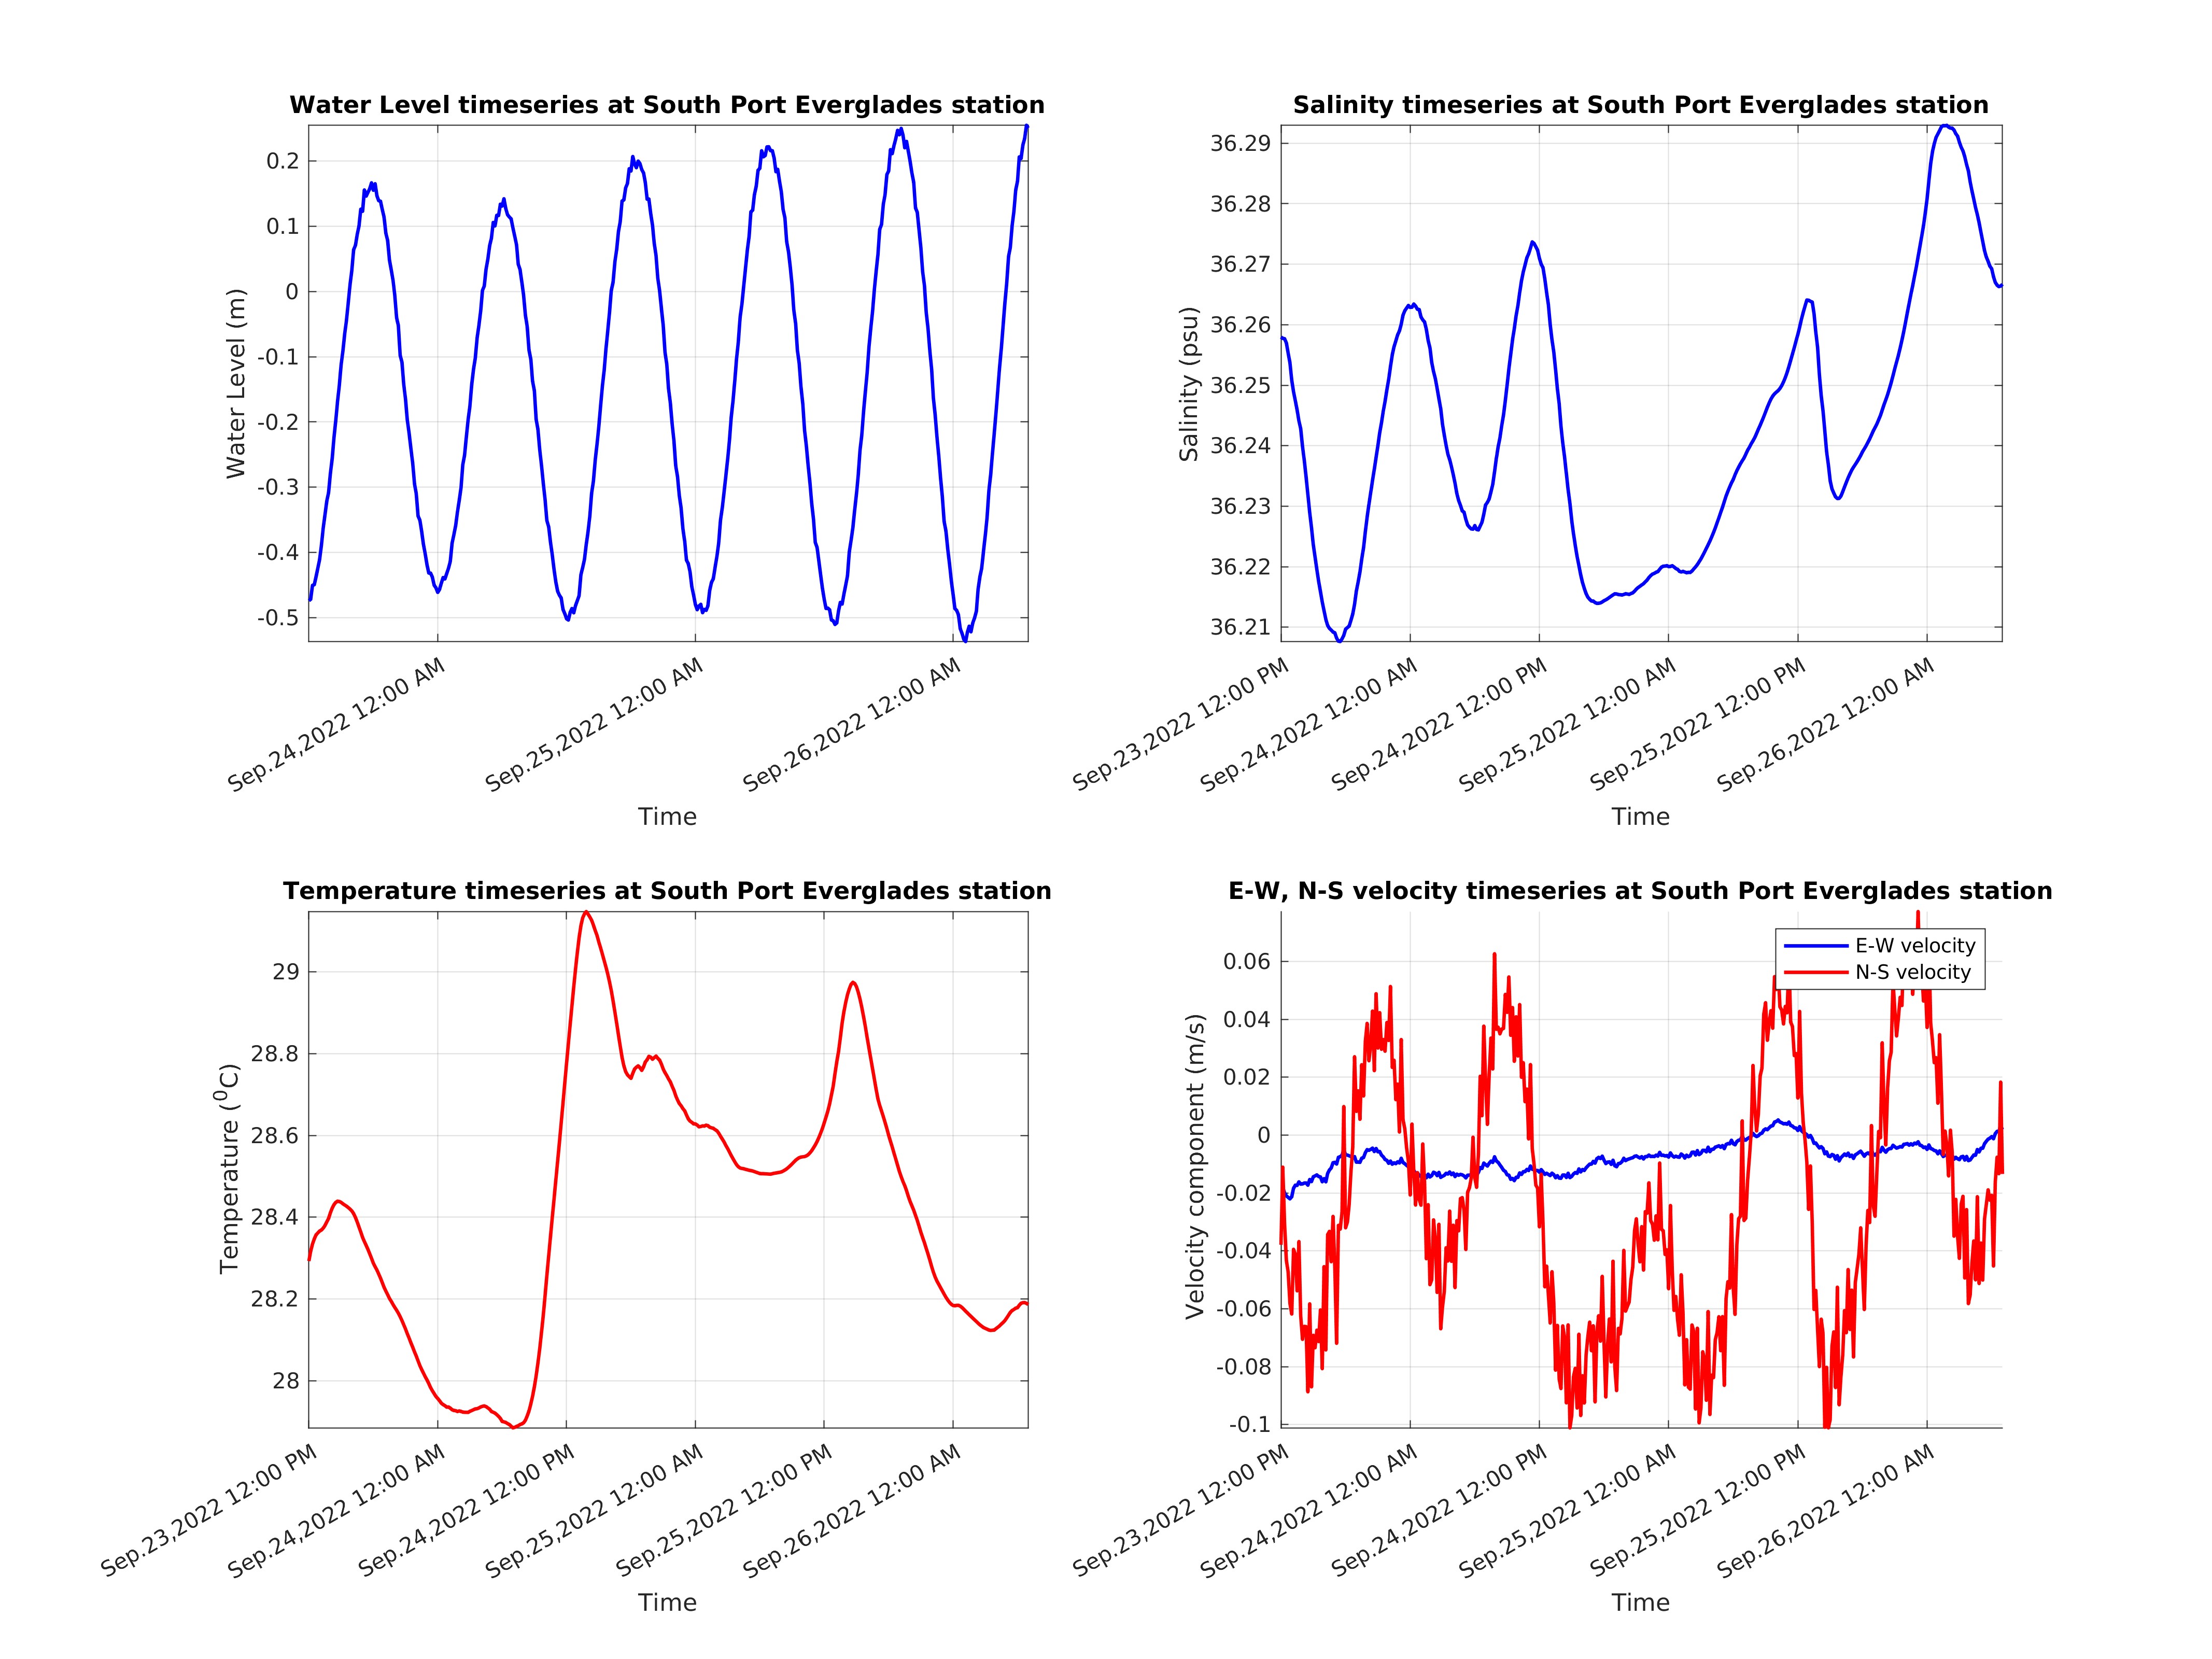 Water Level timeseries at South Port Everglades station
Water Level (m)
0.2
0.1
0
-0.1
-0.2
-0.3
-0.4
-0.5
Sep.24,2022 12:00 AM
Sep.25,2022 12:00 AM
Sep.26,2022 12:00 AM
Time
Salinity timeseries at South Port Everglades station
Salinity (psu)
36.29
36.28
36.27
36.26
36.25
36.24
36.23
36.22
36.21
Sep.23,2022 12:00 PM
Sep.24,2022 12:00 AM
Sep.24,2022 12:00 PM
Sep.25,2022 12:00 AM
Sep.25,2022 12:00 PM
Sep.26,2022 12:00 AM
Time
Temperature timeseries at South Port Everglades station
Temperature (⁰C)
29
28.8
28.6
28.4
28.2
28
Sep.23,2022 12:00 PM
Sep.24,2022 12:00 AM
Sep.24,2022 12:00 PM
Sep.25,2022 12:00 AM
Sep.25,2022 12:00 PM
Sep.26,2022 12:00 AM
Time
E-W, N-S velocity timeseries at South Port Everglades station
E-W velocity
N-S velocity
Velocity component (m/s)
0.06
0.04
0.02
0
-0.02
-0.04
-0.06
-0.08
-0.1
Sep.23,2022 12:00 PM
Sep.24,2022 12:00 AM
Sep.24,2022 12:00 PM
Sep.25,2022 12:00 AM
Sep.25,2022 12:00 PM
Sep.26,2022 12:00 AM
Time